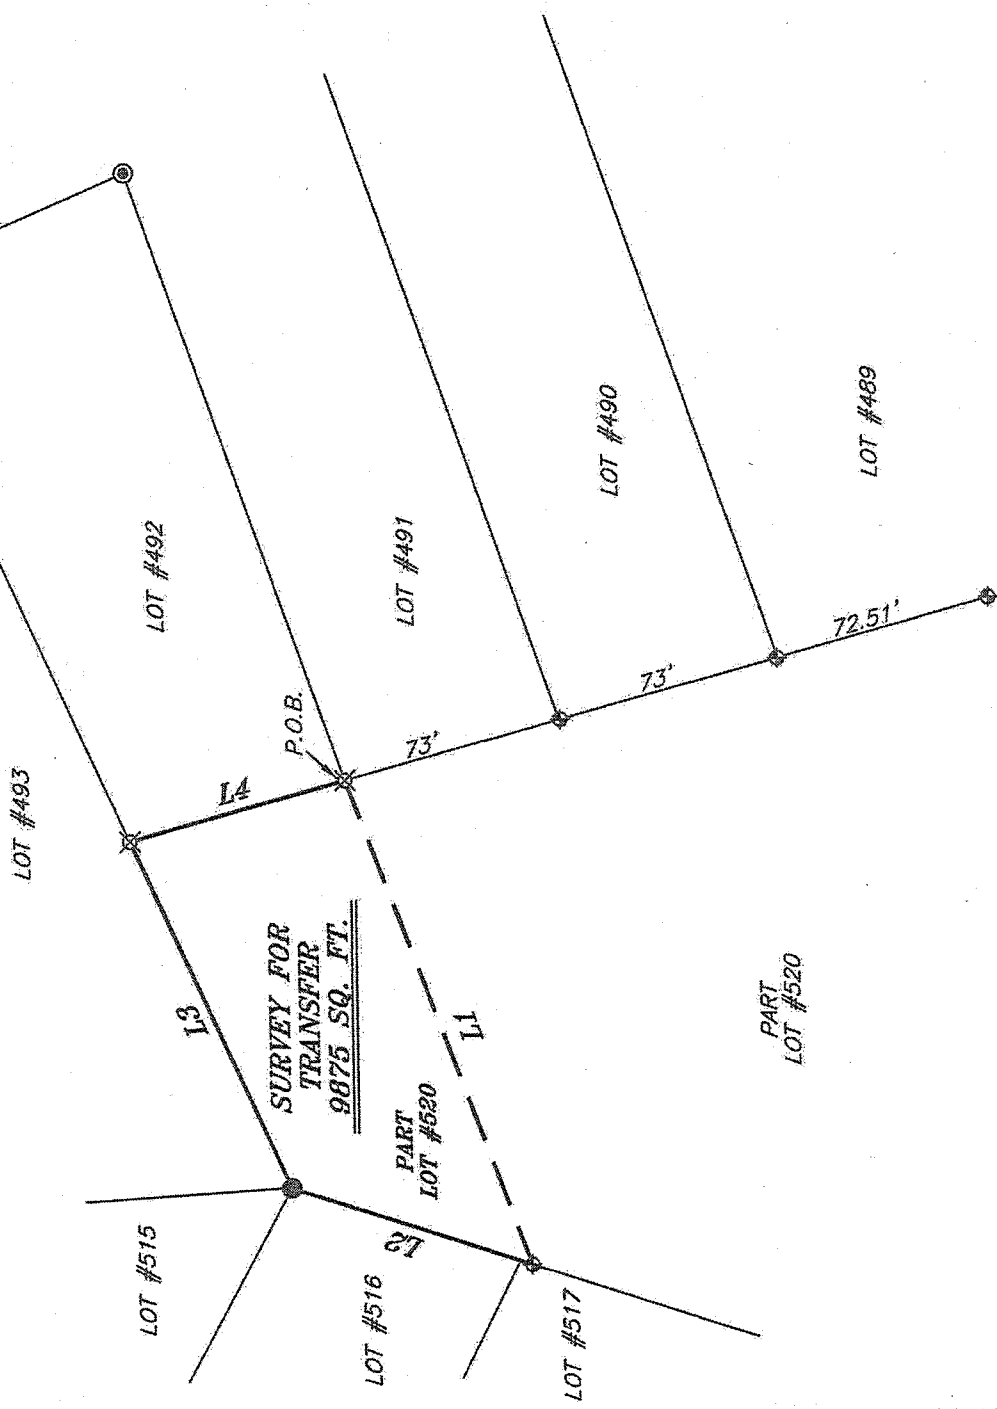 LOT #493
LOT #492
LOT #491
LOT #490
LOT #489
P.O.B.
L4
73'
73'
72.51'
L3
SURVEY FOR
TRANSFER
9875 SQ. FT.
L1
PART
LOT #520
PART
LOT #520
L2
LOT #515
LOT #516
LOT #517